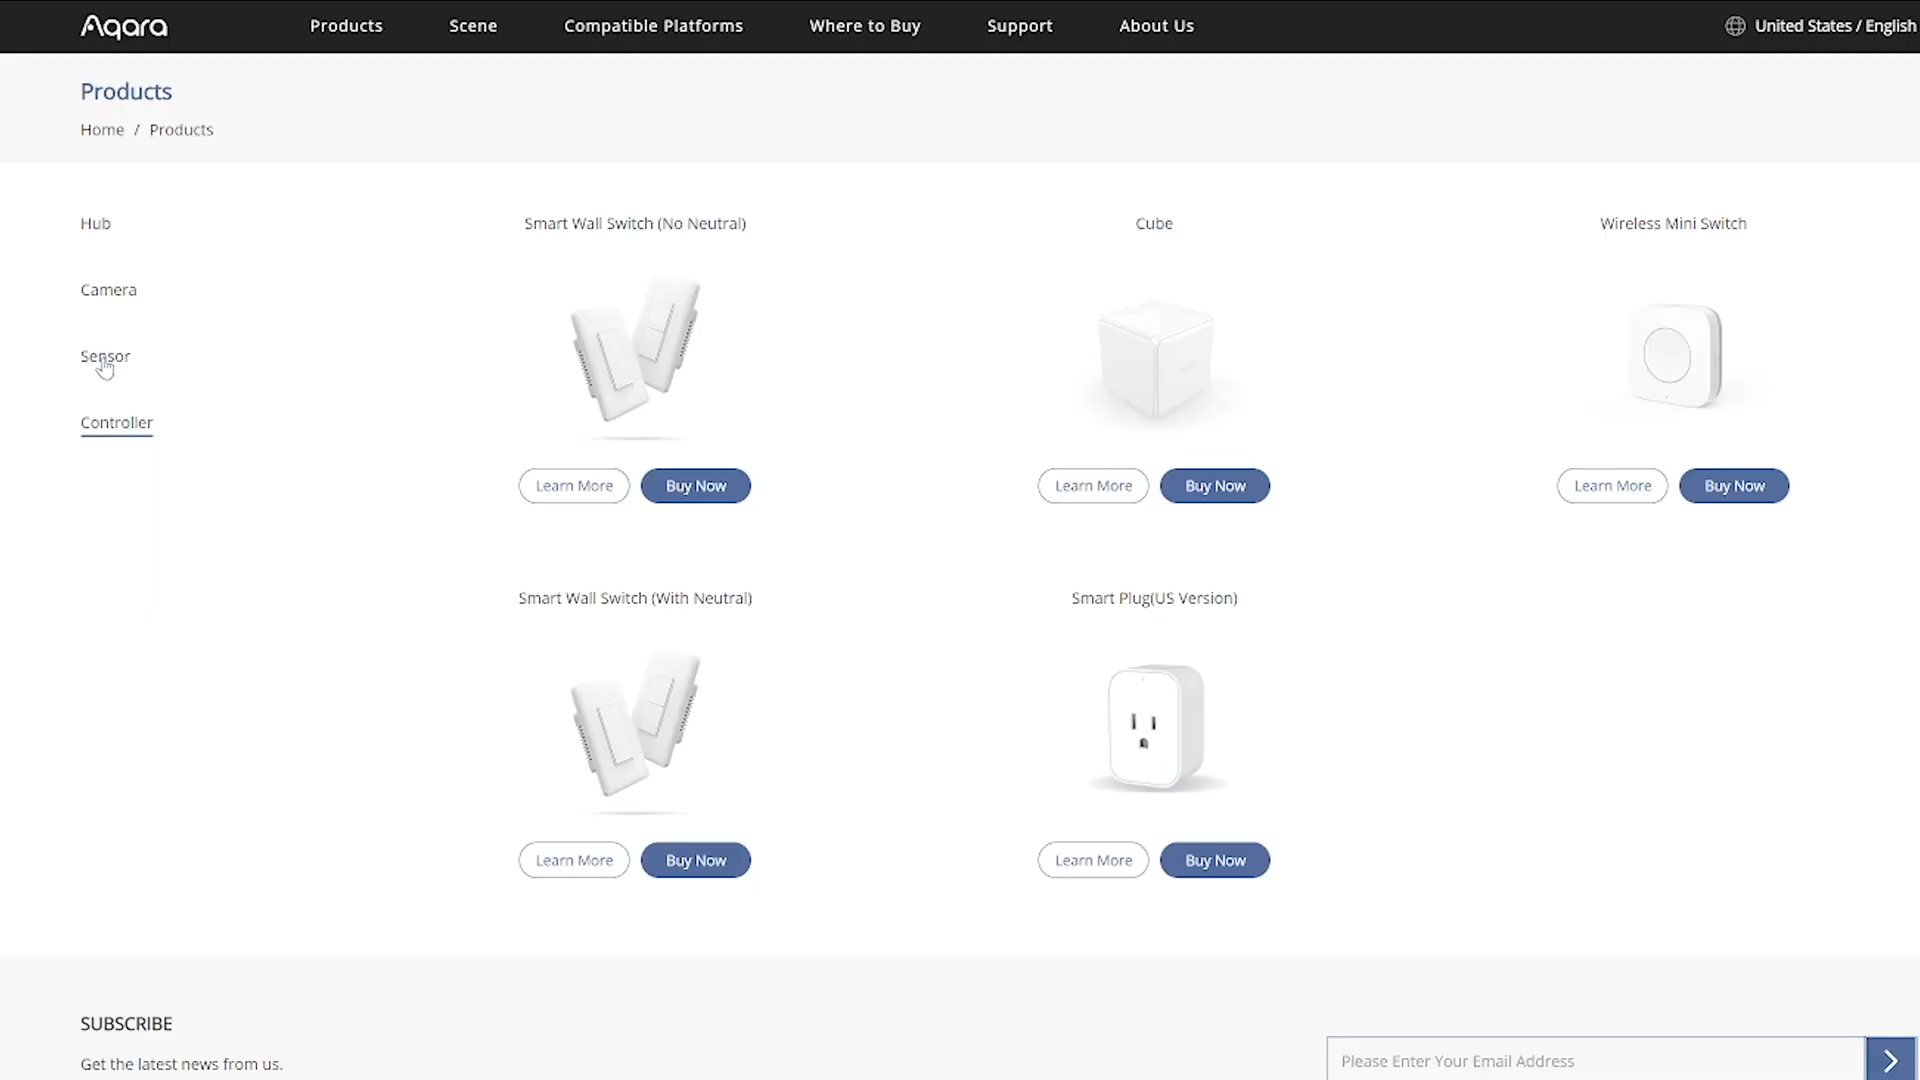 Aqara
Products
Scene
Compatible Platforms
Where to Buy
Support
About Us
United States / English
Products
Home / Products
Hub
Camera
Sensor
Controller
Smart Wall Switch (No Neutral)
Cube
Wireless Mini Switch
Learn More
Buy Now
Learn More
Buy Now
Learn More
Buy Now
Smart Wall Switch (With Neutral)
Smart Plug(US Version)
Learn More
Buy Now
Learn More
Buy Now
SUBSCRIBE
Get the latest news from us.
Please Enter Your Email Address